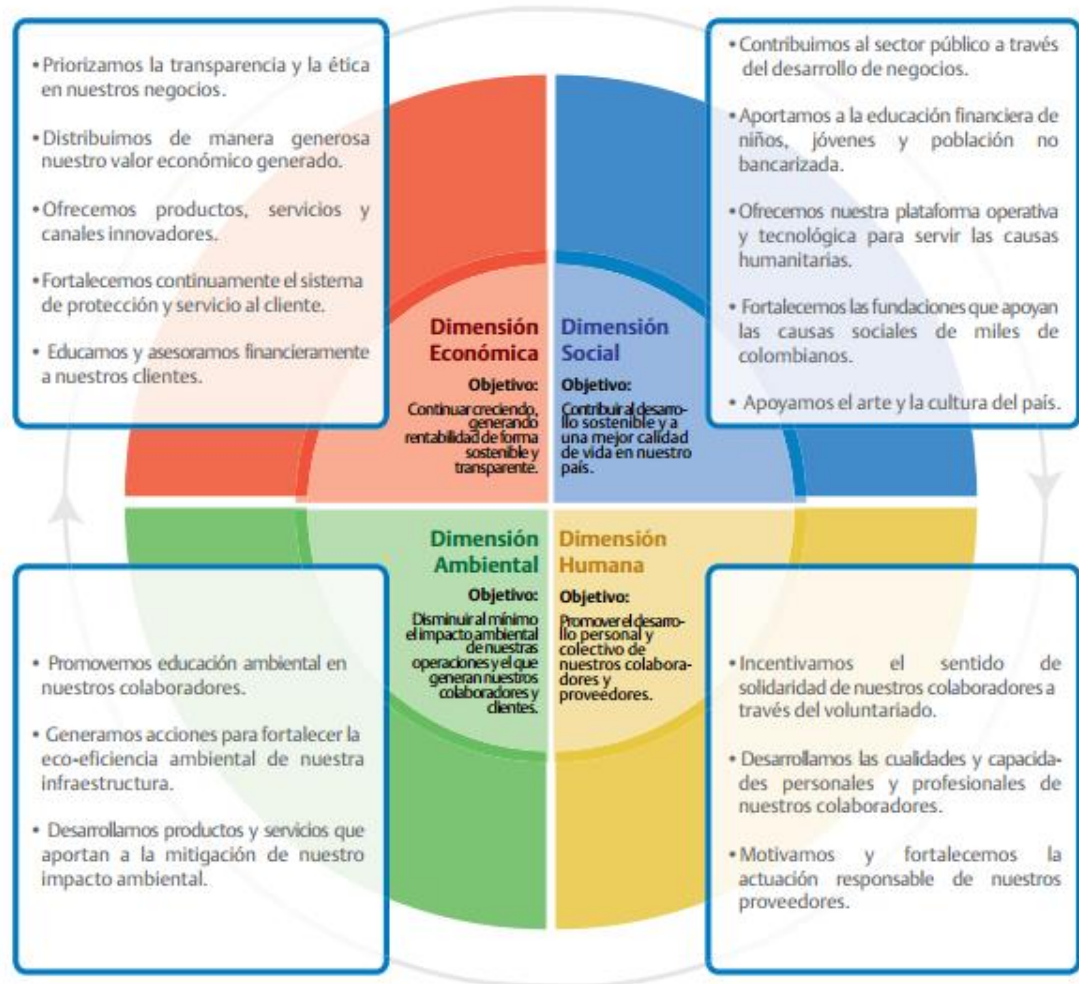 •Priorizamos la transparencia y la ética
en nuestros negocios.
•Distribuimos de manera generosa
nuestro valor económico generado.
•Ofrecemos productos, servicios y
canales innovadores.
•Fortalecemos continuamente el sistema
de protección y servicio al cliente.
• Educamos y asesoramos financieramente
a nuestros clientes.
•Contribuimos al sector público a través
del desarrollo de negocios.
•Aportamos a la educación financiera de
niños, jóvenes y población no
bancarizada.
•Ofrecemos nuestra plataforma operativa
y tecnológica para servir las causas
humanitarias.
•Fortalecemos las fundaciones que apoyan
las causas sociales de miles de
colombianos.
• Apoyamos el arte y la cultura del país.
Dimensión
Económica
Objetivo:
Continuar creciendo,
generando
rentabilidad de forma
sostenible y
transparente.
Dimensión
Social
Objetivo:
Contribuir al desarro-
llo sostenible y a
una mejor calidad
de vida en nuestro
país.
Dimensión
Ambiental
Objetivo:
Disminuir al mínimo
el impacto ambiental
de nuestras
operaciones y el que
generan nuestros
colaboradores y
clientes.
Dimensión
Humana
Objetivo:
Promover el desarro-
llo personal y
colectivo de
nuestros colabora-
dores y
proveedores.
• Promovemos educación ambiental en
nuestros colaboradores.
• Generamos acciones para fortalecer la
eco-eficiencia ambiental de nuestra
infraestructura.
• Desarrollamos productos y servicios que
aportan a la mitigación de nuestro
impacto ambiental.
•Incentivamos el sentido de
solidaridad de nuestros colaboradores a
través del voluntariado.
•Desarrollamos las cualidades y capacida-
des personales y profesionales de
nuestros colaboradores.
•Motivamos y fortalecemos la
actuación responsable de nuestros
proveedores.